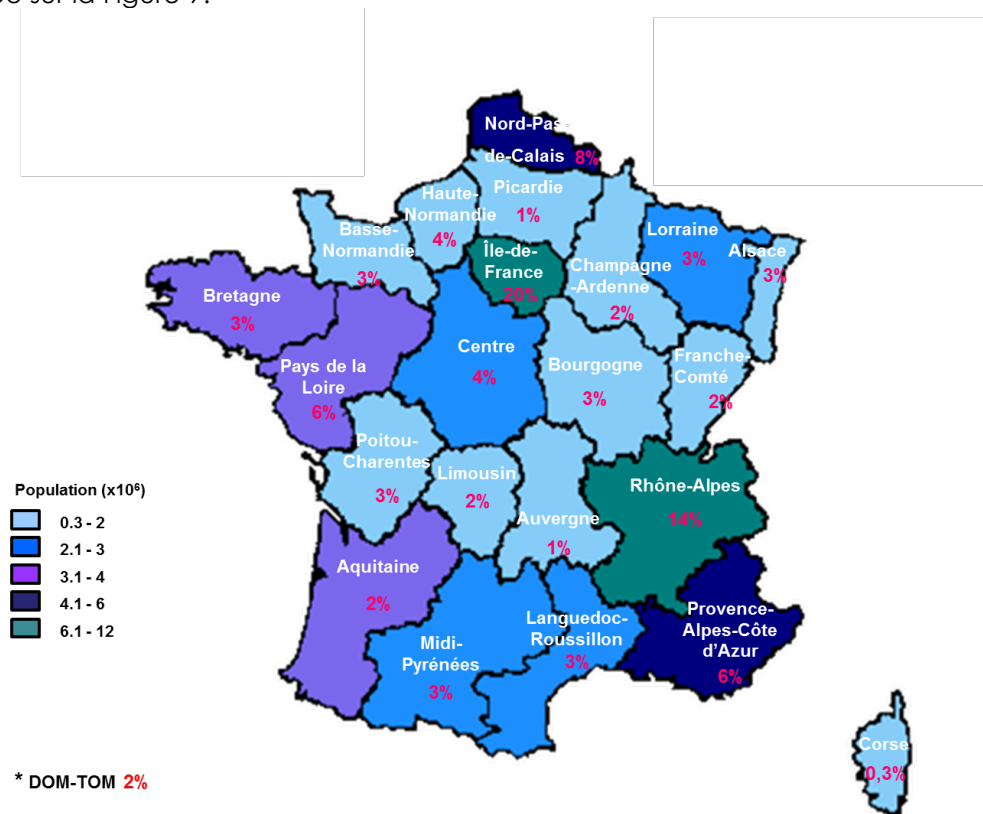 sur la Figure
Nord-Pas-
de-Calais 8%
Picardie
1%
Haute-
Normandie
4%
Basse-
Normandie
3%
Île-de-
France
20%
Champagne
-Ardenne
2%
Lorraine
3%
Alsace
3%
Bretagne
3%
Pays de la
Loire
6%
Centre
4%
Bourgogne
3%
Franche-
Comté
2%
Poitou-
Charentes
3%
Limousin
2%
Auvergne
1%
Rhône-Alpes
14%
Aquitaine
2%
Midi-
Pyrénées
3%
Languedoc-
Roussillon
3%
Provence-
Alpes-Côte
d'Azur
6%
Corse
0,3%
Population (x10⁶)
0.3 - 2
2.1 - 3
3.1 - 4
4.1 - 6
6.1 - 12
* DOM-TOM 2%